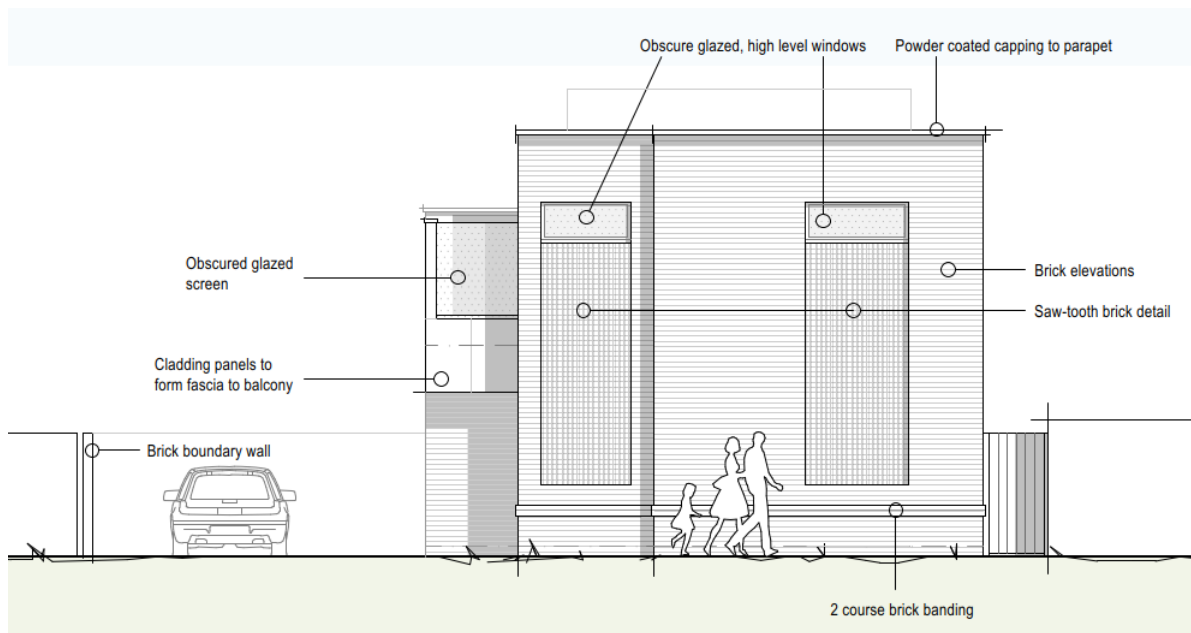 Obscure glazed, high level windows
Powder coated capping to parapet
Obscured glazed
screen
Brick elevations
Saw-tooth brick detail
Cladding panels to
form fascia to balcony
Brick boundary wall
2 course brick banding